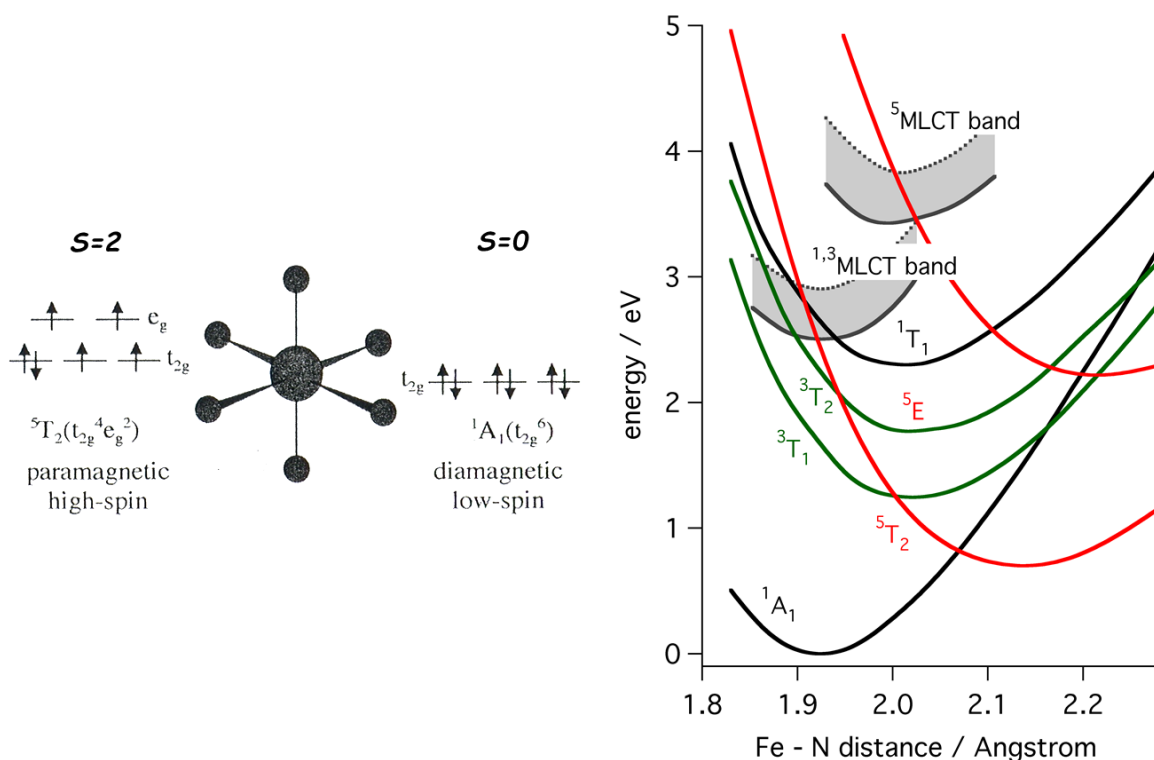 S=2
S=0
e_g
t_2g
⁵T₂(t_2g⁴e_g²)
paramagnetic
high-spin
t_2g
¹A₁(t_2g⁶)
diamagnetic
low-spin
energy / eV
5
4
3
2
1
0
⁵MLCT band
¹,³MLCT band
¹T₁
³T₂
⁵E
³T₁
⁵T₂
¹A₁
1.8 1.9 2.0 2.1 2.2
Fe - N distance / Angstrom